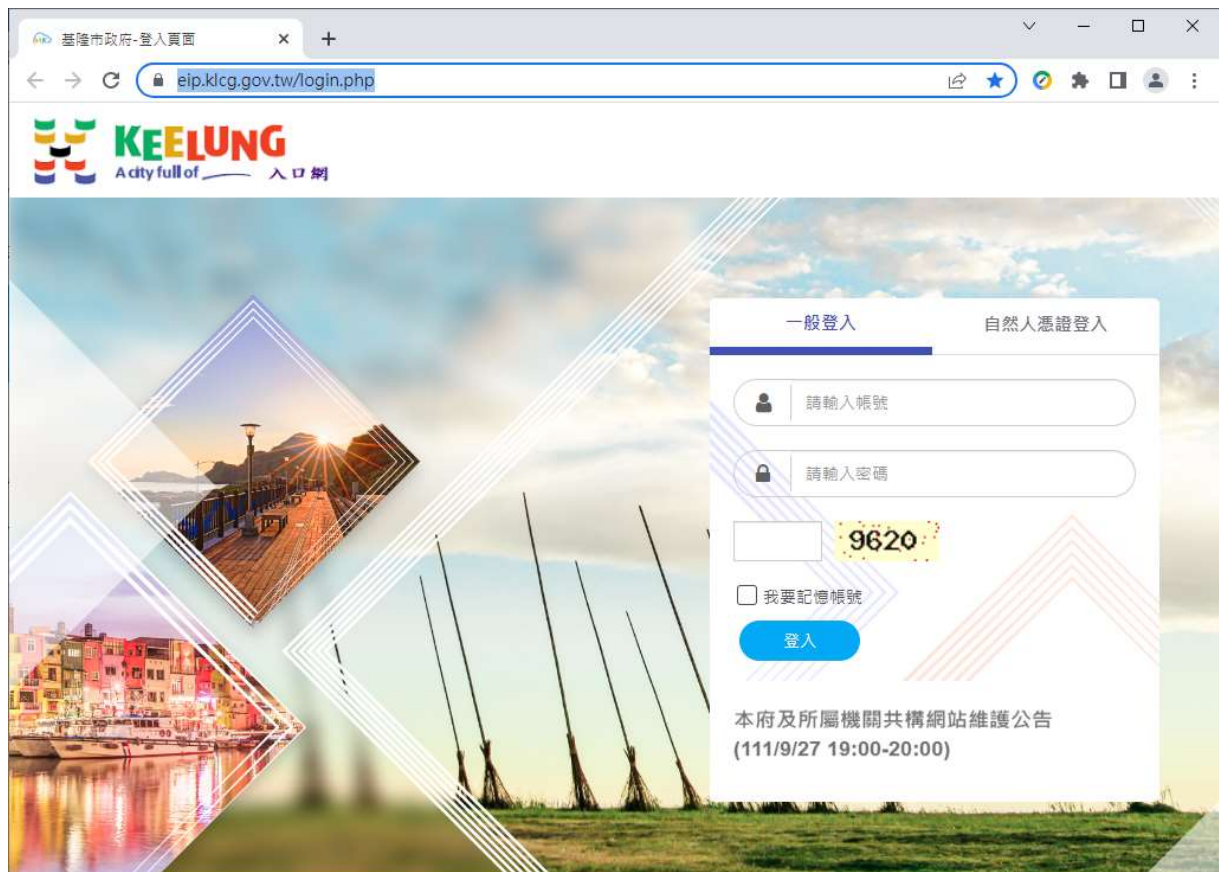 基隆市政府-登入頁面
eip.klcg.gov.tw/login.php
KEELUNG
A city full of 入口網
一般登入 自然人憑證登入
請輸入帳號
請輸入密碼
9620
我要記憶帳號
登入
本府及所屬機關共構網站維護公告
(111/9/27 19:00-20:00)